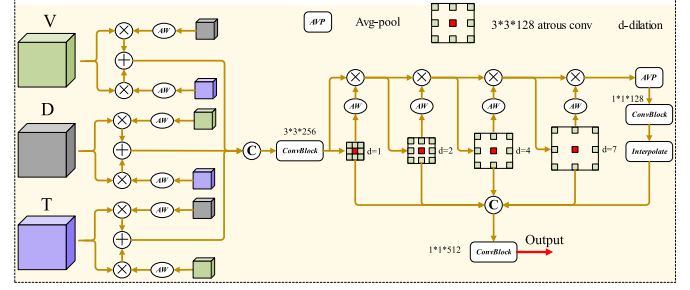 V
AVP Avg-pool 3*3*128 atrous conv d-dilation
AW
AW
AVP
1*1*128
D
AW
AW AW AW AW
ConvBlock
3*3*256
C ConvBlock d=1 d=2 d=4 d=7 Interpolate
AW
T
AW
C
Output
1*1*512
ConvBlock
AW